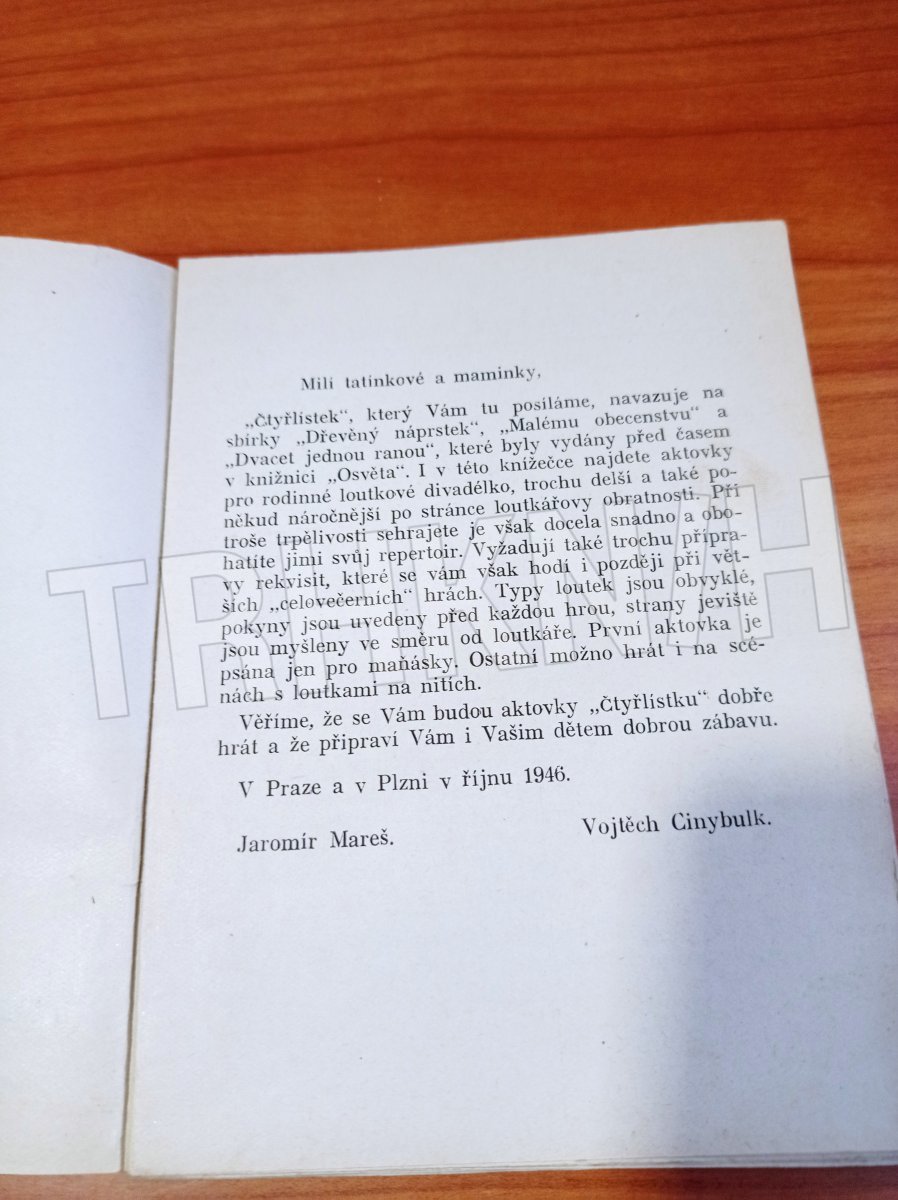 Milí tatínkové a maminky,
„Čtyřlístek“, který Vám tu posíláme, navazuje na
sbírky „Dřevěný náprstek“, „Malému obecenstvu“ a
„Dvacet jednou ranou“, které byly vydány před časem
v knižnici „Osvěta“. I v této knížečce najdete aktovky
pro rodinné loutkové divadélko, trochu delší a také po-
někud náročnější po stránce loutkářovy obratnosti. Při
troše trpělivosti sehrajete je však docela snadno a obo-
hatíte jimi svůj repertoir. Vyžadují také trochu přípra-
vy rekvisit, které se vám však hodí i později při vět-
ších „celovečerních“ hrách. Typy loutek jsou obvyklé,
pokyny jsou uvedeny před každou hrou, strany jeviště
jsou myšleny ve směru od loutkáře. První aktovka je
psána jen pro maňásky. Ostatní možno hrát i na scé-
nách s loutkami na nitích.
Věříme, že se Vám budou aktovky „Čtyřlístku“ dobře
hrát a že připraví Vám i Vašim dětem dobrou zábavu.
V Praze a v Plzni v říjnu 1946.
Jaromír Mareš. Vojtěch Cinybulk.
TRHKNIH